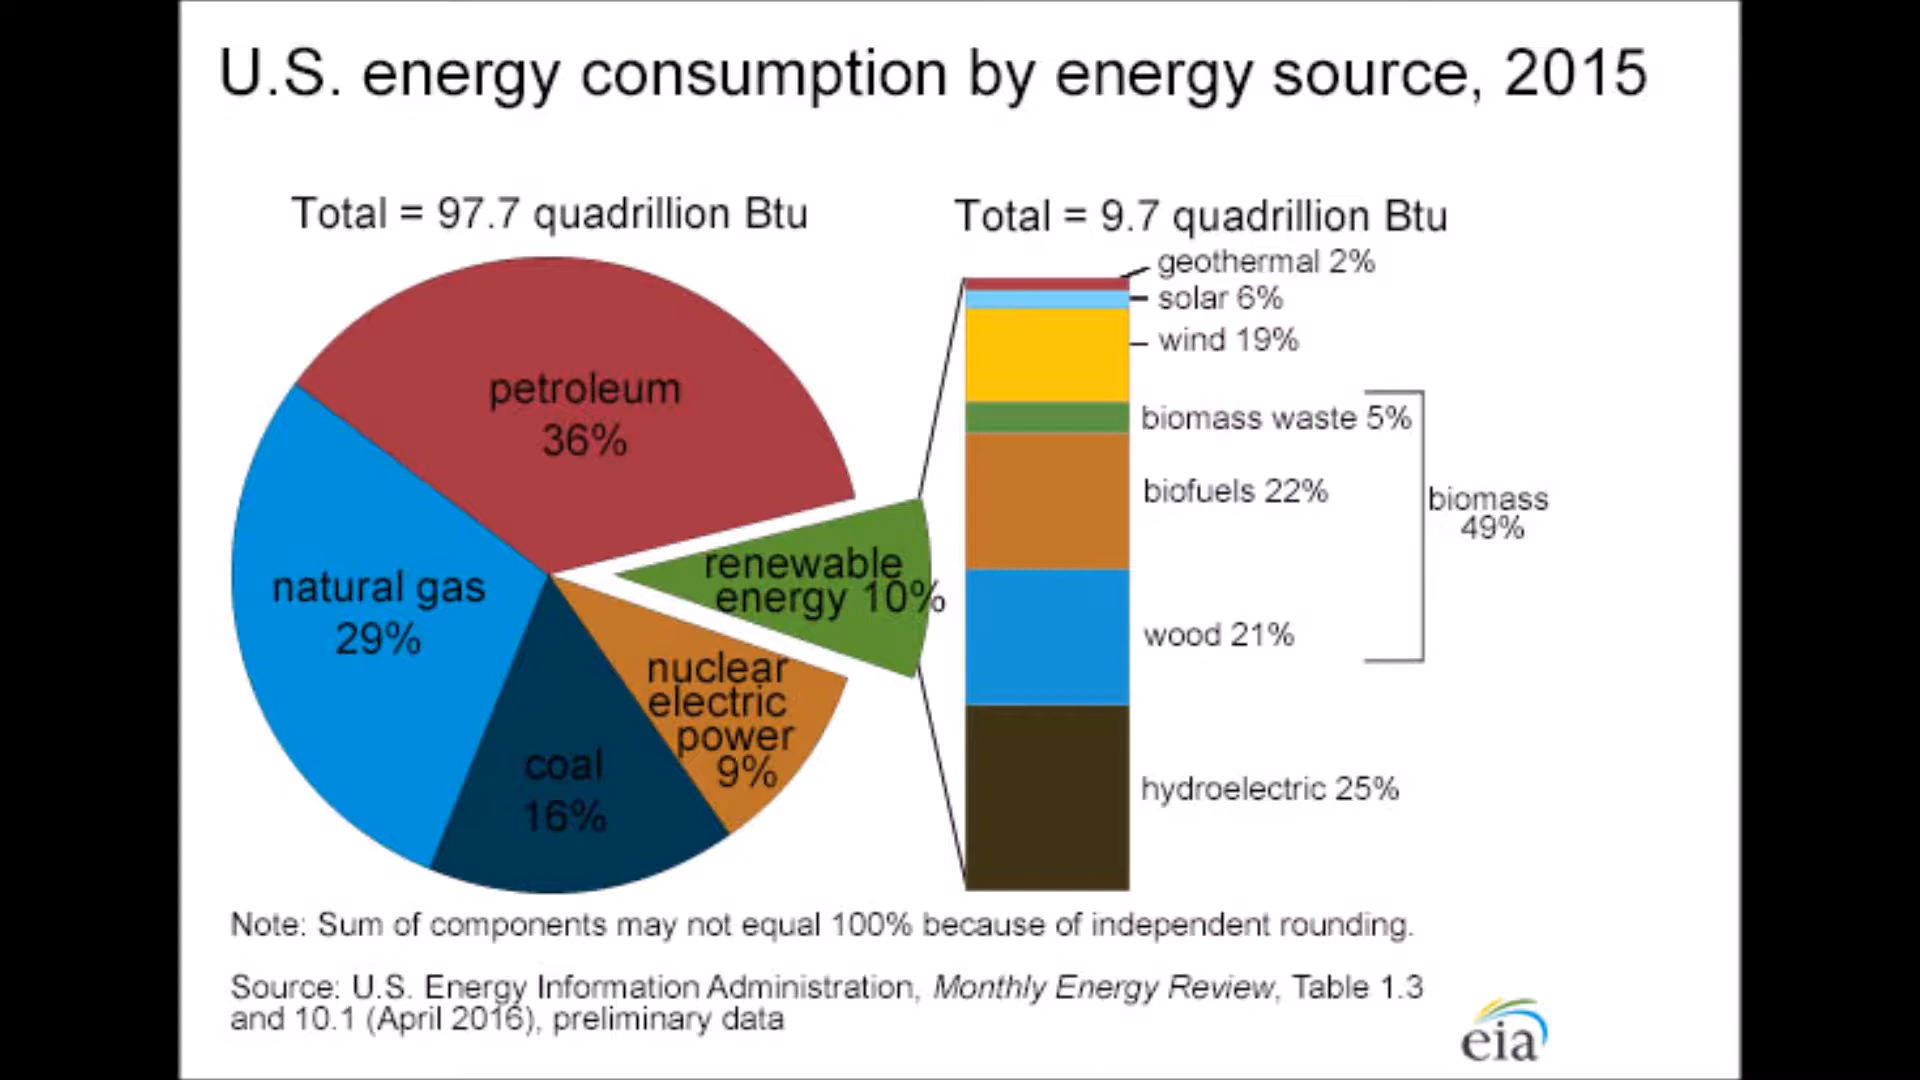 U.S. energy consumption by energy source, 2015
Total = 97.7 quadrillion Btu
petroleum
36%
natural gas
29%
coal
16%
nuclear
electric
power
9%
renewable
energy 10%
Total = 9.7 quadrillion Btu
geothermal 2%
solar 6%
wind 19%
biomass waste 5%
biofuels 22%
wood 21%
biomass
49%
hydroelectric 25%
Note: Sum of components may not equal 100% because of independent rounding.
Source: U.S. Energy Information Administration, Monthly Energy Review, Table 1.3
and 10.1 (April 2016), preliminary data
eia